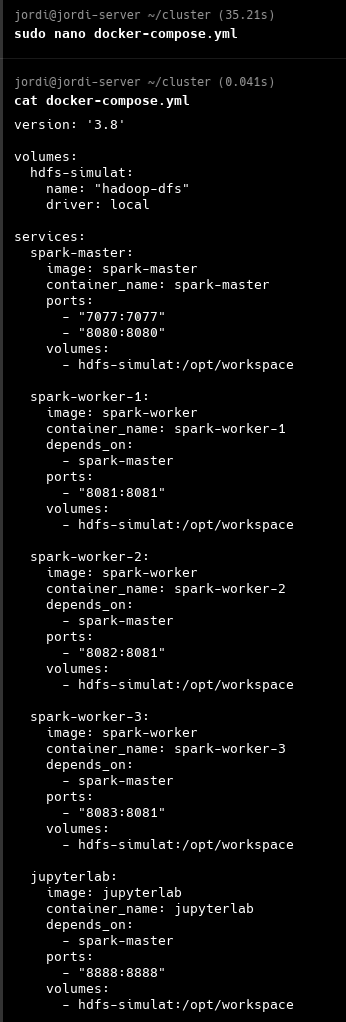 jordi@jordi-server ~/cluster (35.21s)
sudo nano docker-compose.yml
jordi@jordi-server ~/cluster (0.041s)
cat docker-compose.yml
version: '3.8'
volumes:
  hdfs-simulat:
    name: "hadoop-dfs"
    driver: local
services:
  spark-master:
    image: spark-master
    container_name: spark-master
    ports:
      - "7077:7077"
      - "8080:8080"
    volumes:
      - hdfs-simulat:/opt/workspace
  spark-worker-1:
    image: spark-worker
    container_name: spark-worker-1
    depends_on:
      - spark-master
    ports:
      - "8081:8081"
    volumes:
      - hdfs-simulat:/opt/workspace
  spark-worker-2:
    image: spark-worker
    container_name: spark-worker-2
    depends_on:
      - spark-master
    ports:
      - "8082:8081"
    volumes:
      - hdfs-simulat:/opt/workspace
  spark-worker-3:
    image: spark-worker
    container_name: spark-worker-3
    depends_on:
      - spark-master
    ports:
      - "8083:8081"
    volumes:
      - hdfs-simulat:/opt/workspace
  jupyterlab:
    image: jupyterlab
    container_name: jupyterlab
    depends_on:
      - spark-master
    ports:
      - "8888:8888"
    volumes:
      - hdfs-simulat:/opt/workspace